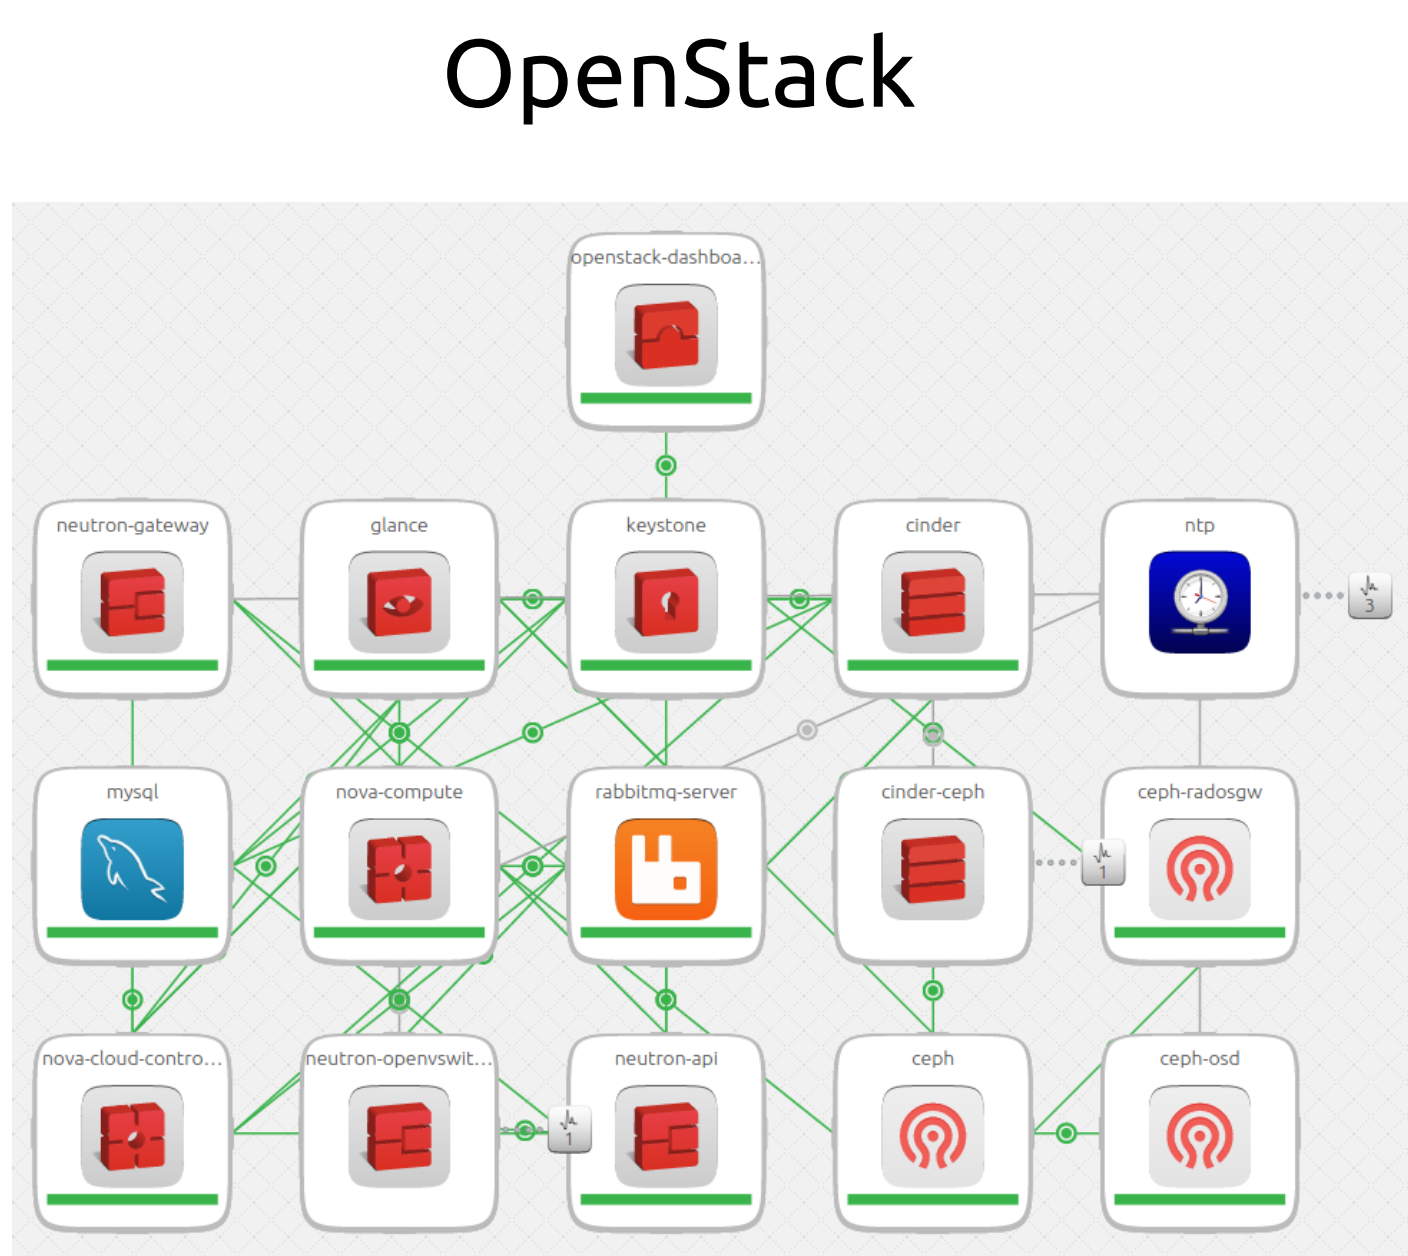 OpenStack
openstack-dashboa...
neutron-gateway
glance
keystone
cinder
ntp
3
mysql
nova-compute
rabbitmq-server
cinder-ceph
1
ceph-radosgw
nova-cloud-contro...
neutron-openvswit...
1
neutron-api
ceph
ceph-osd